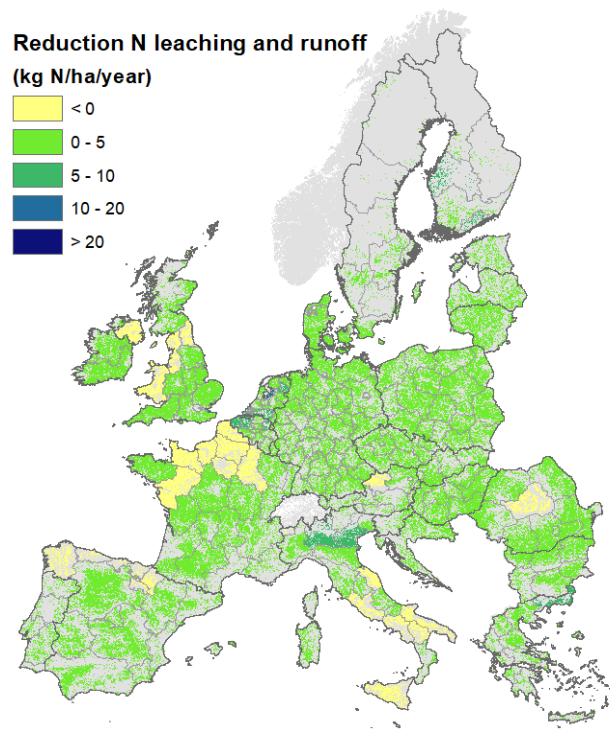 Reduction N leaching and runoff
(kg N/ha/year)
< 0
0 - 5
5 - 10
10 - 20
> 20